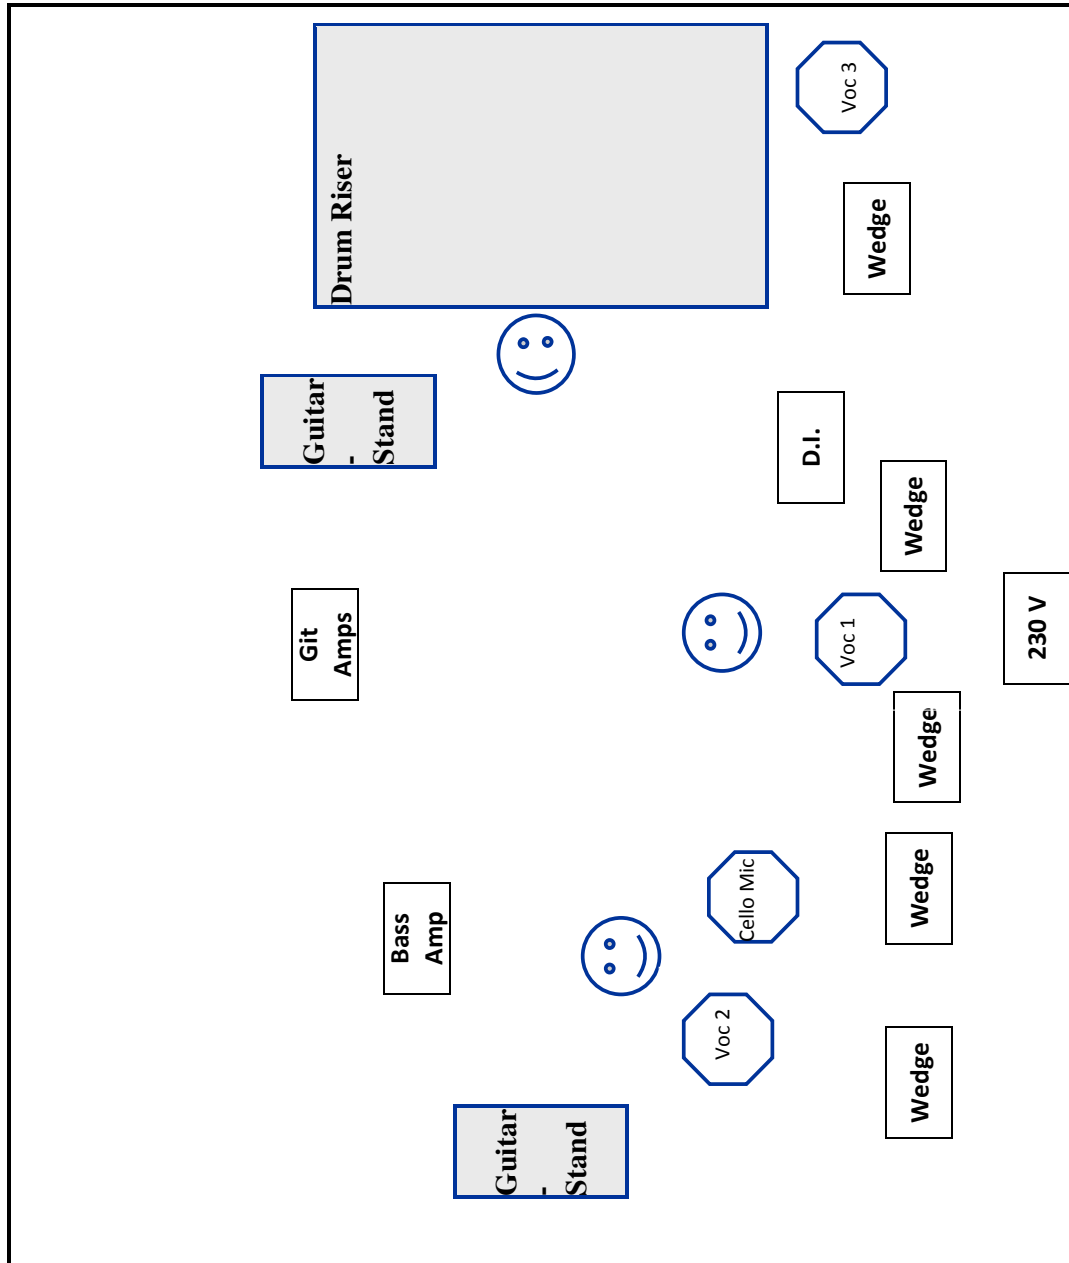 Drum Riser
Guitar
-
Stand
Git
Amps
Bass
Amp
Guitar
-
Stand
Voc 2
Cello Mic
D.I.
Voc 1
Voc 3
Wedge
Wedge
Wedge
Wedge
Wedge
230 V